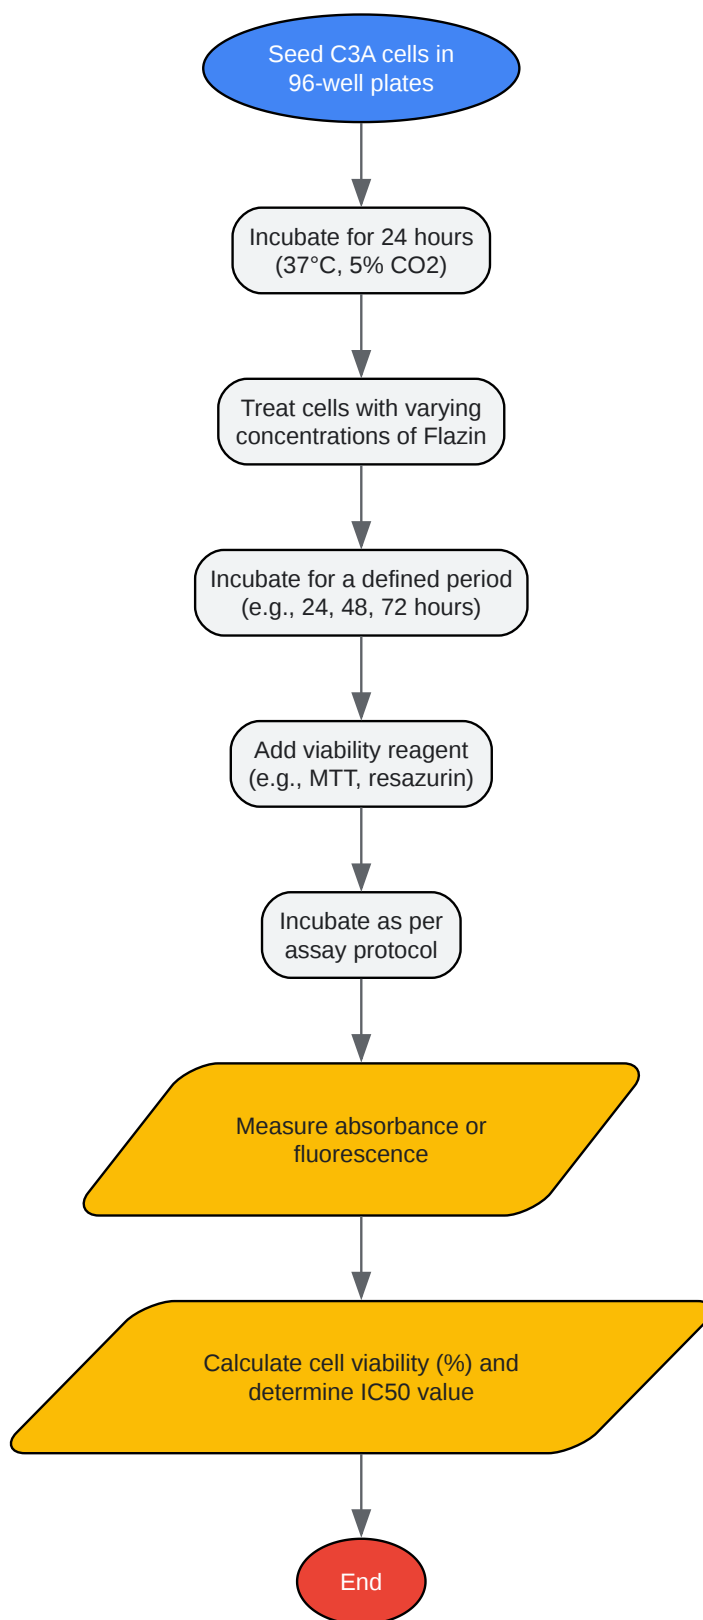 Seed C3A cells in
96-well plates
Incubate for 24 hours
(37°C, 5% CO2)
Treat cells with varying
concentrations of Flazin
Incubate for a defined period
(e.g., 24, 48, 72 hours)
Add viability reagent
(e.g., MTT, resazurin)
Incubate as per
assay protocol
Measure absorbance or
fluorescence
Calculate cell viability (%) and
determine IC50 value
End